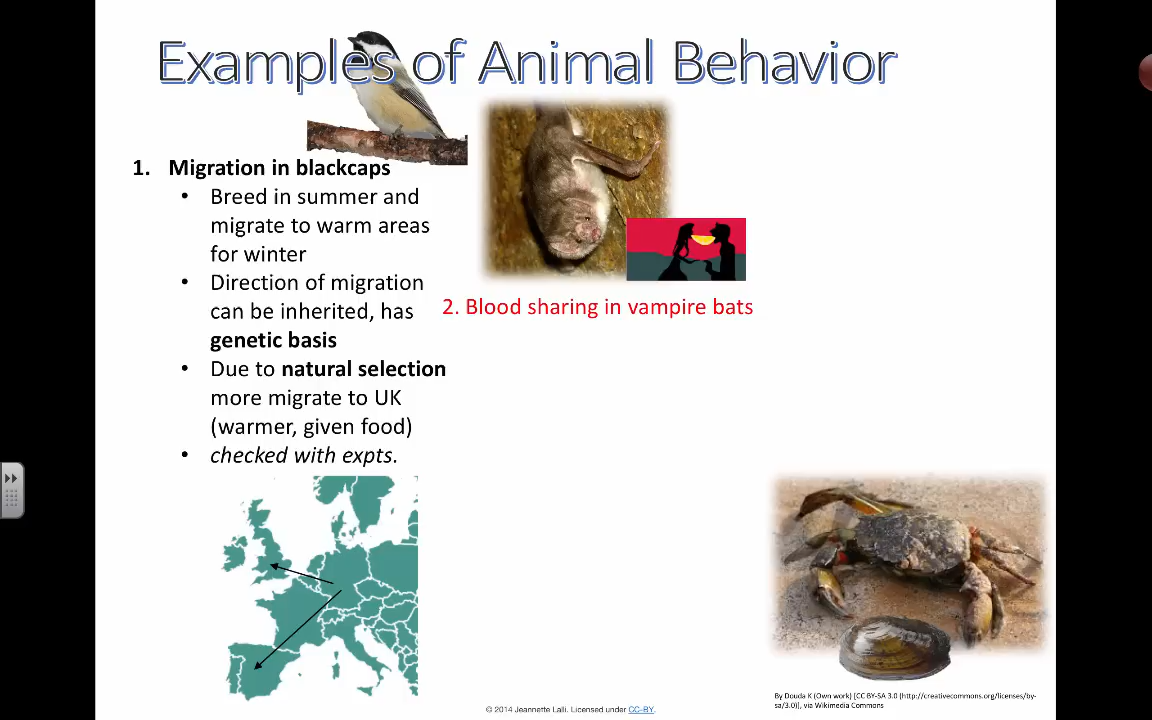 Examples of Animal Behavior
1. Migration in blackcaps
• Breed in summer and
migrate to warm areas
for winter
• Direction of migration
can be inherited, has
genetic basis
• Due to natural selection
more migrate to UK
(warmer, given food)
• checked with expts.
2. Blood sharing in vampire bats
By Douda K (Own work) [CC BY-SA 3.0 (http://creativecommons.org/licenses/by-
sa/3.0)], via Wikimedia Commons
© 2014 Jeannette Lalli. Licensed under CC-BY.